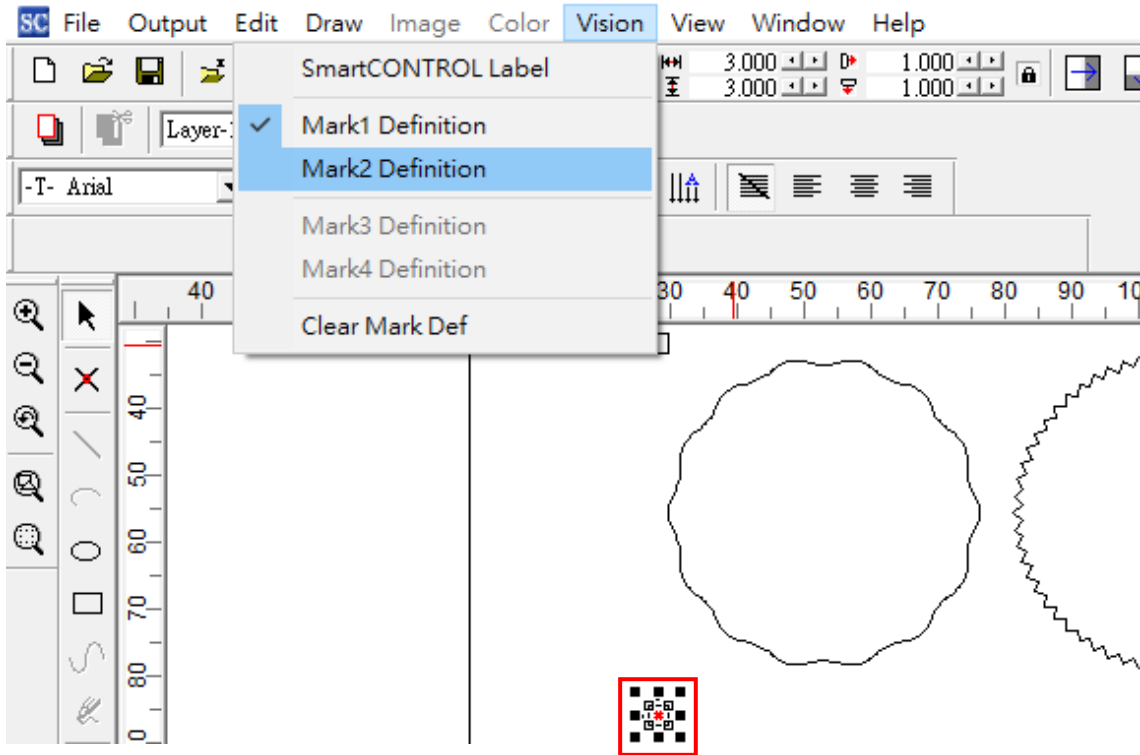 SC File Output Edit Draw Image Color Vision View Window Help
SmartCONTROL Label
3.000 1.000
3.000 1.000
Layer-
Mark1 Definition
Mark2 Definition
-T- Arial
Mark3 Definition
Mark4 Definition
Clear Mark Def
40 30 40 50 60 70 80 90 10
40
50
60
70
80
0